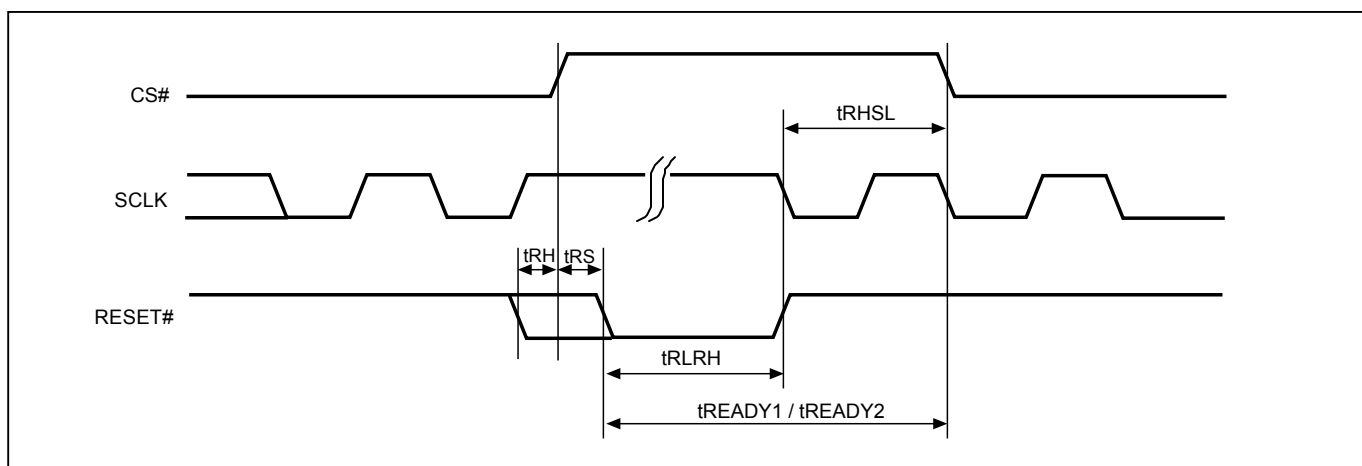 CS#
tRHSL
SCLK
tRH tRS
RESET#
tRLRH
tREADY1 / tREADY2